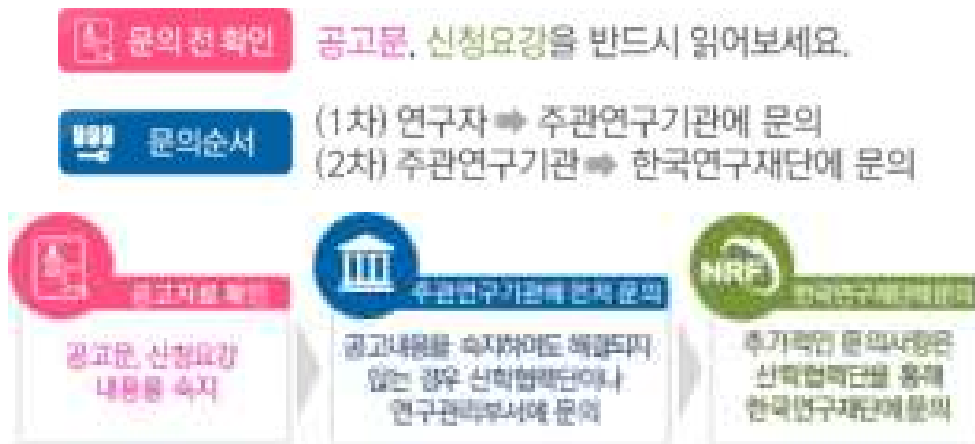 문의 전 확인 공고문, 신청요강을 반드시 읽어보세요.
문의순서 (1차) 연구자 ➡ 주관연구기관에 문의
(2차) 주관연구기관 ➡ 한국연구재단에 문의
공고자료 확인
공고문, 신청요강
내용을 숙지
주관연구기관에 먼저 문의
공고내용을 숙지하여도 해결되지
않는 경우 산학협력단이나
연구관리부서에 문의
NRF
한국연구재단에 문의
추가적인 문의사항은
산학협력단을 통해
한국연구재단에 문의